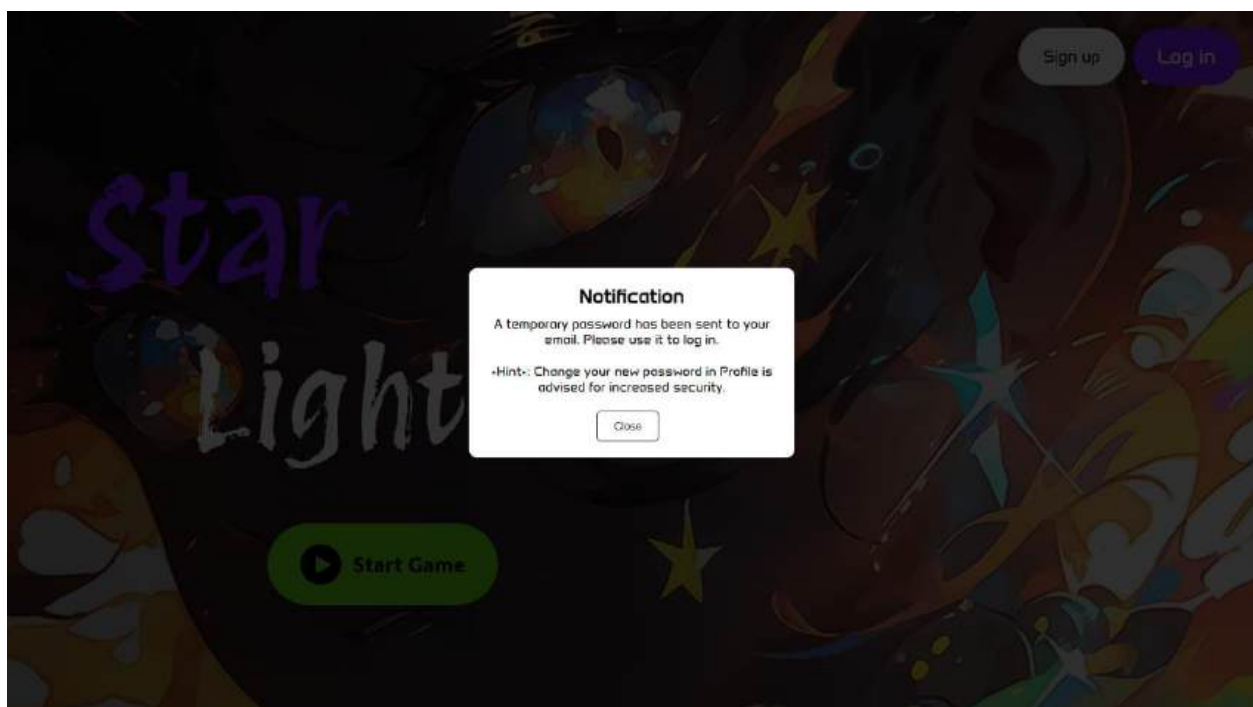 Sign up
Log in
Star
Light
Notification
A temporary password has been sent to your
email. Please use it to log in.
*Hint*: Change your new password in Profile is
advised for increased security.
Close
Start Game